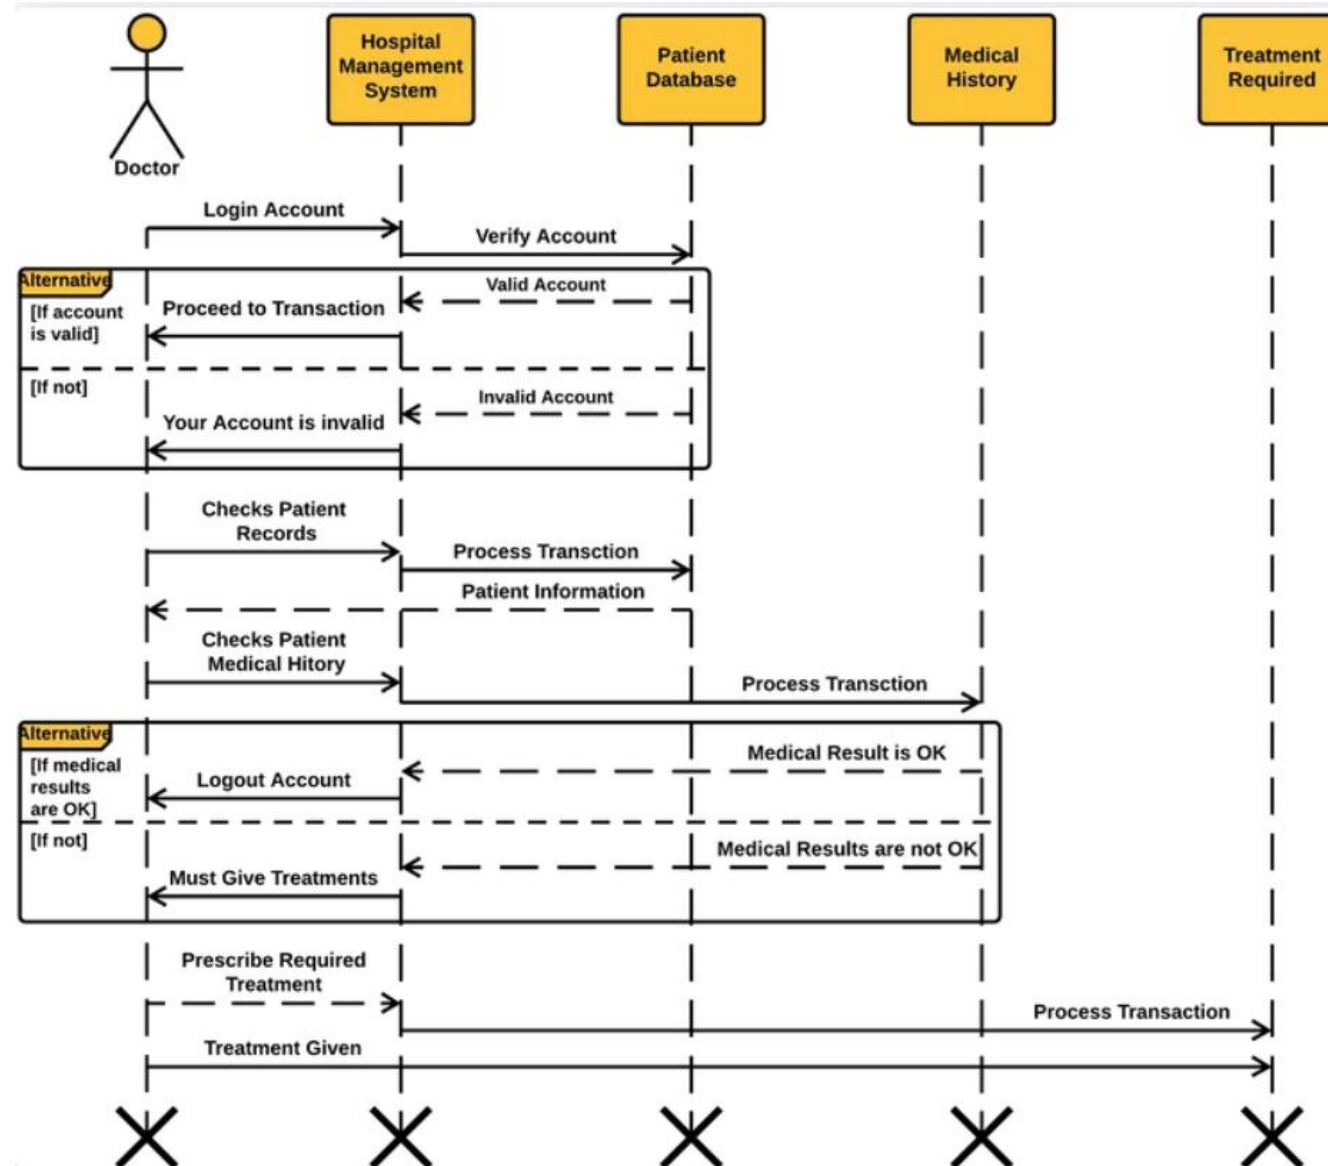 Hospital
Management
System
Patient
Database
Medical
History
Treatment
Required
Doctor
Login Account
Verify Account
Alternative
Valid Account
[If account
is valid]
Proceed to Transaction
[If not]
Invalid Account
Your Account is invalid
Checks Patient
Records
Process Transction
Patient Information
Checks Patient
Medical Hitory
Process Transction
Alternative
Medical Result is OK
[If medical
results
are OK]
Logout Account
[If not]
Medical Results are not OK
Must Give Treatments
Prescribe Required
Treatment
Process Transaction
Treatment Given